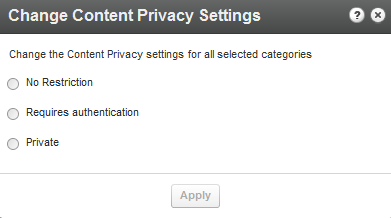 Change Content Privacy Settings
Change the Content Privacy settings for all selected categories
No Restriction
Requires authentication
Private
Apply